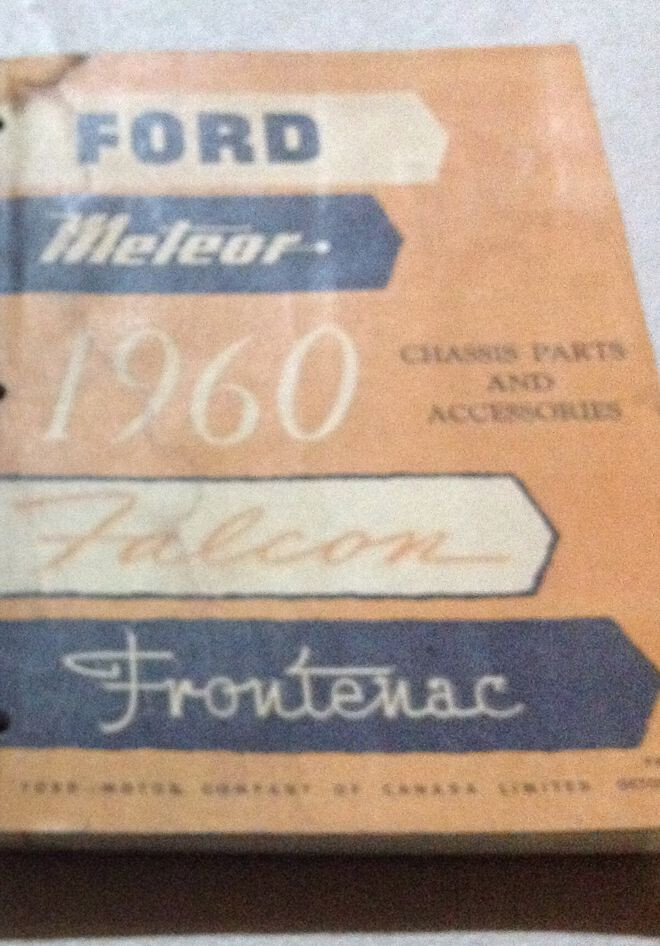 FORD
Meteor
1960
CHASSIS PARTS
AND
ACCESSORIES
Falcon
Frontenac
FORD MOTOR COMPANY OF CANADA LIMITED